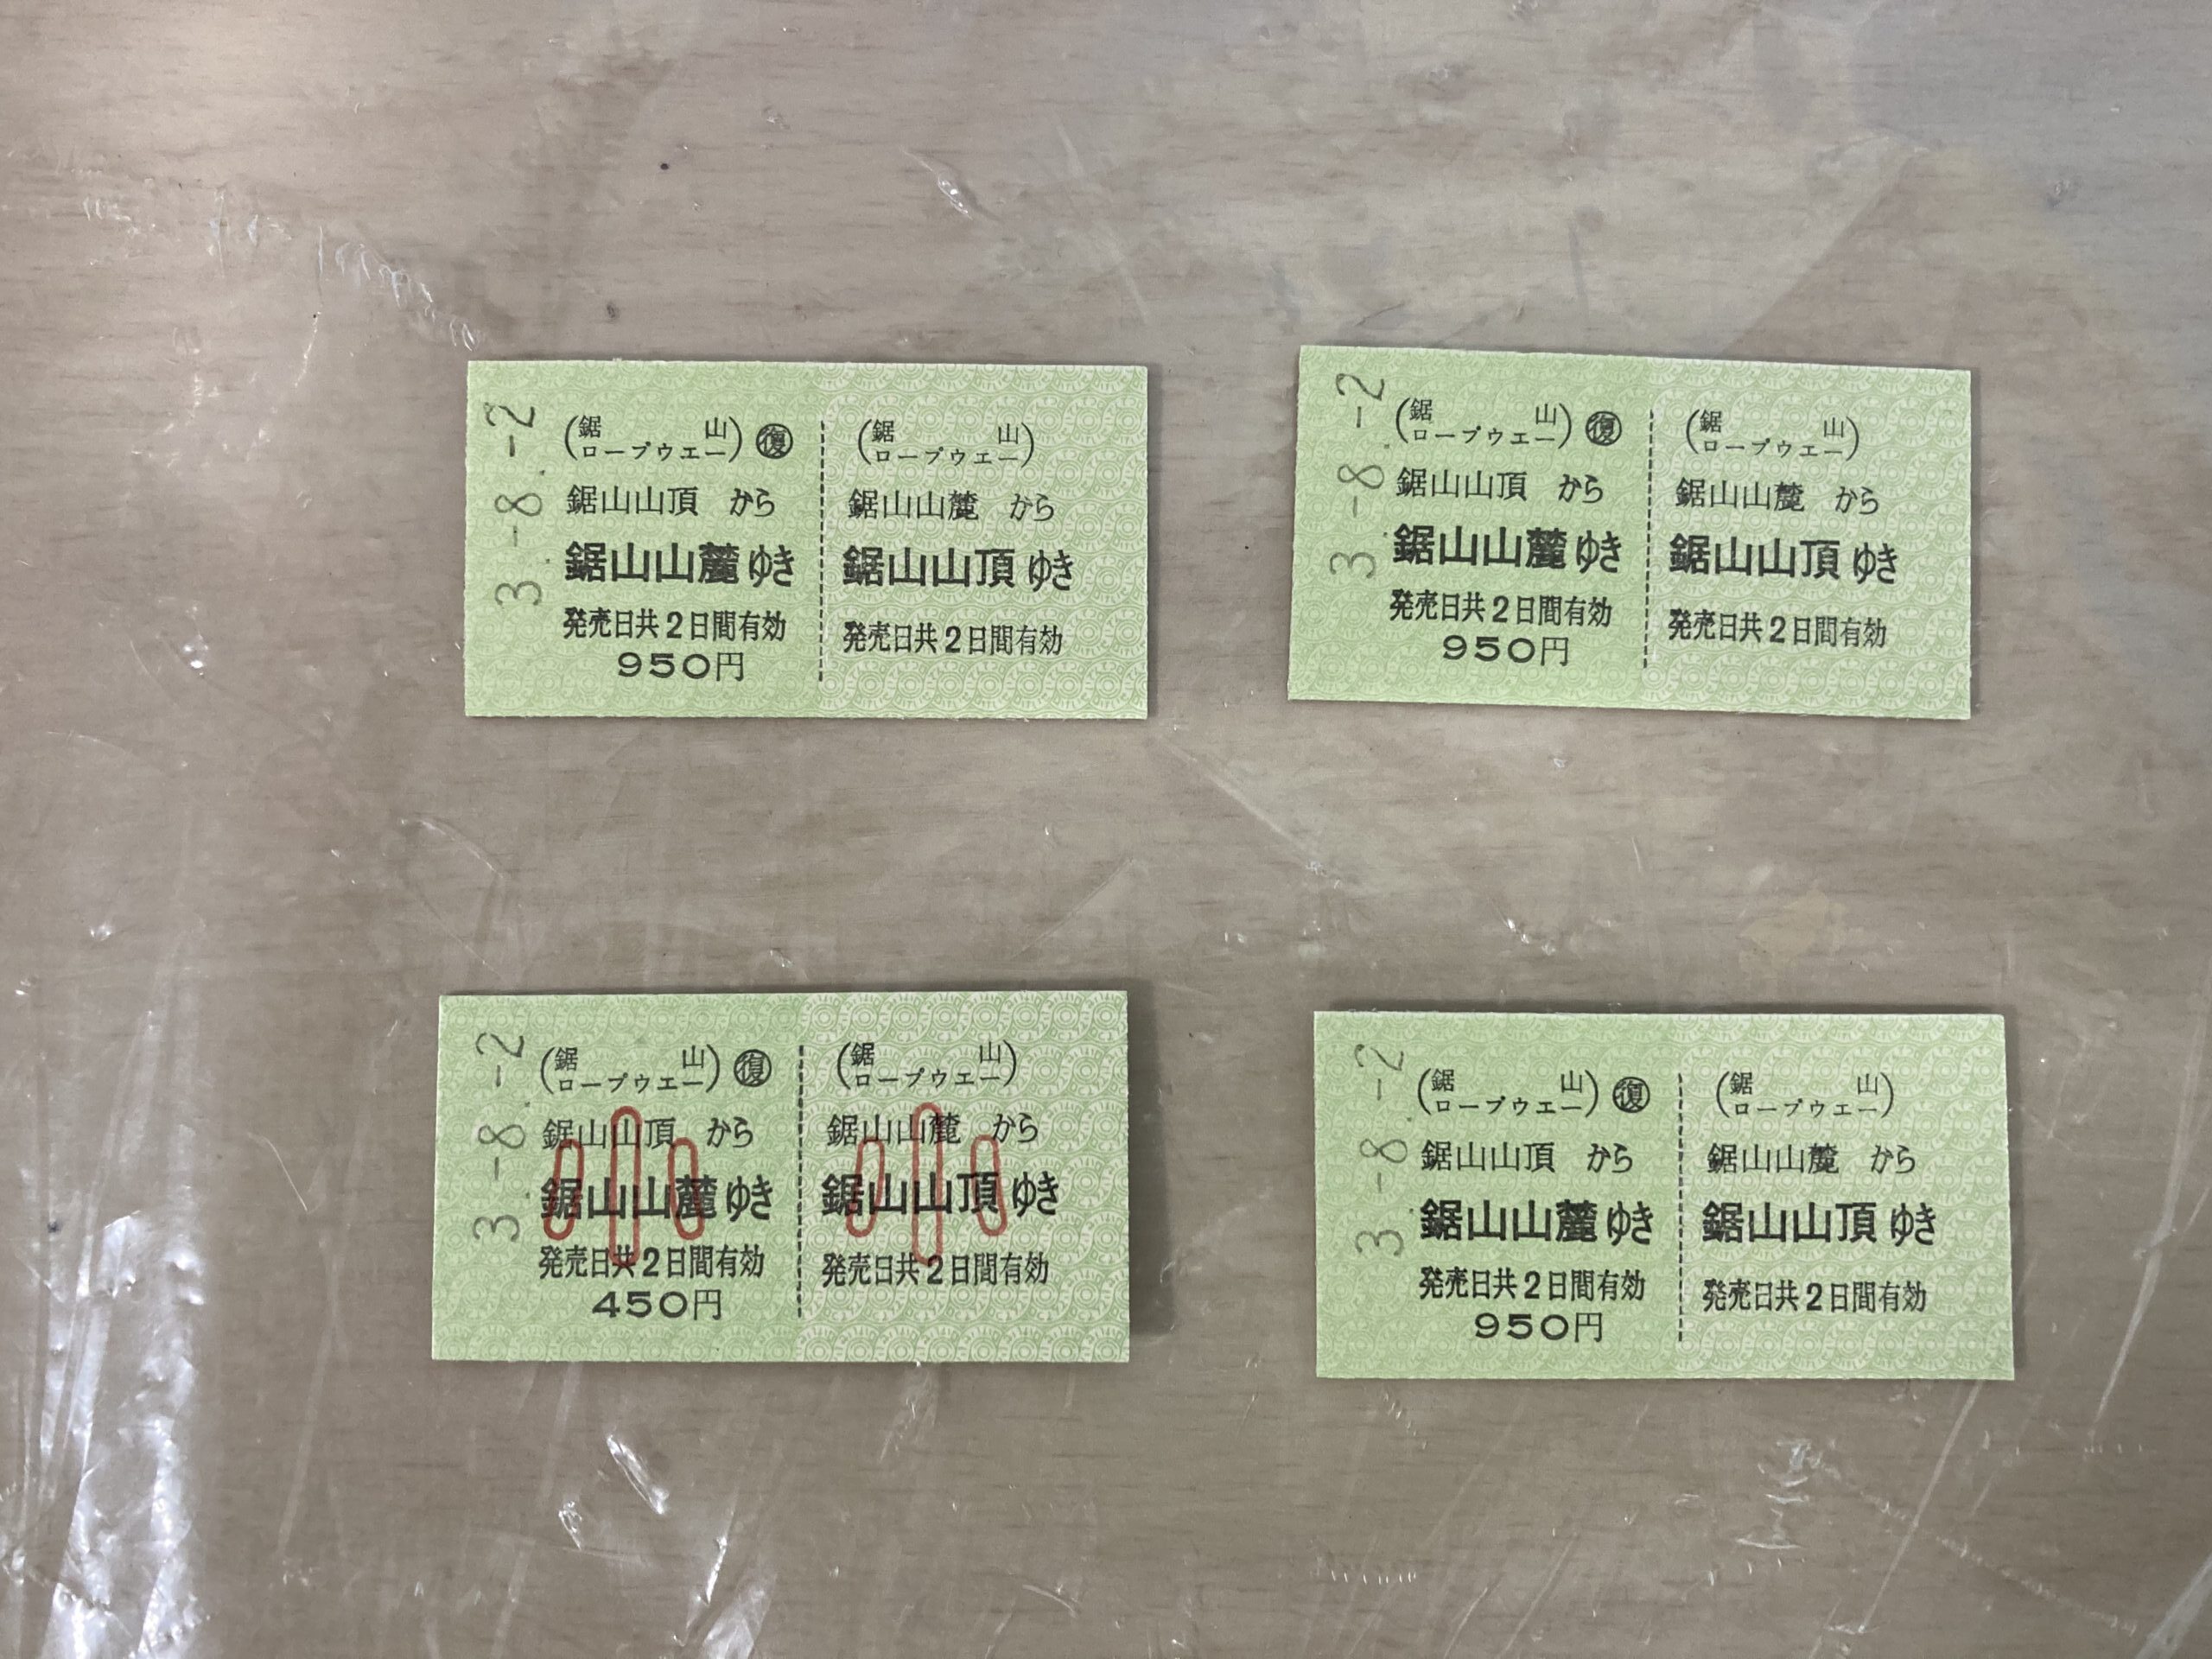 3.-8.-2
(鋸山ロープウエー) ㊝復
鋸山山頂 から
鋸山山麓ゆき
発売日共2日間有効
950円
(鋸山ロープウエー)
鋸山山麓 から
鋸山山頂ゆき
発売日共2日間有効
3.-8.-2
(鋸山ロープウエー) 復
鋸山山頂 から
鋸山山麓ゆき
発売日共2日間有効
950円
(鋸山ロープウエー)
鋸山山麓 から
鋸山山頂ゆき
発売日共2日間有効
3.-8.-2
(鋸山ロープウエー) 復
鋸山山頂 から
鋸山山麓ゆき
発売日共2日間有効
450円
小
(鋸山ロープウエー)
鋸山山麓 から
鋸山山頂ゆき
発売日共2日間有効
小
3.-8.-2
(鋸山ロープウエー) 復
鋸山山頂 から
鋸山山麓ゆき
発売日共2日間有効
950円
(鋸山ロープウエー)
鋸山山麓 から
鋸山山頂ゆき
発売日共2日間有効